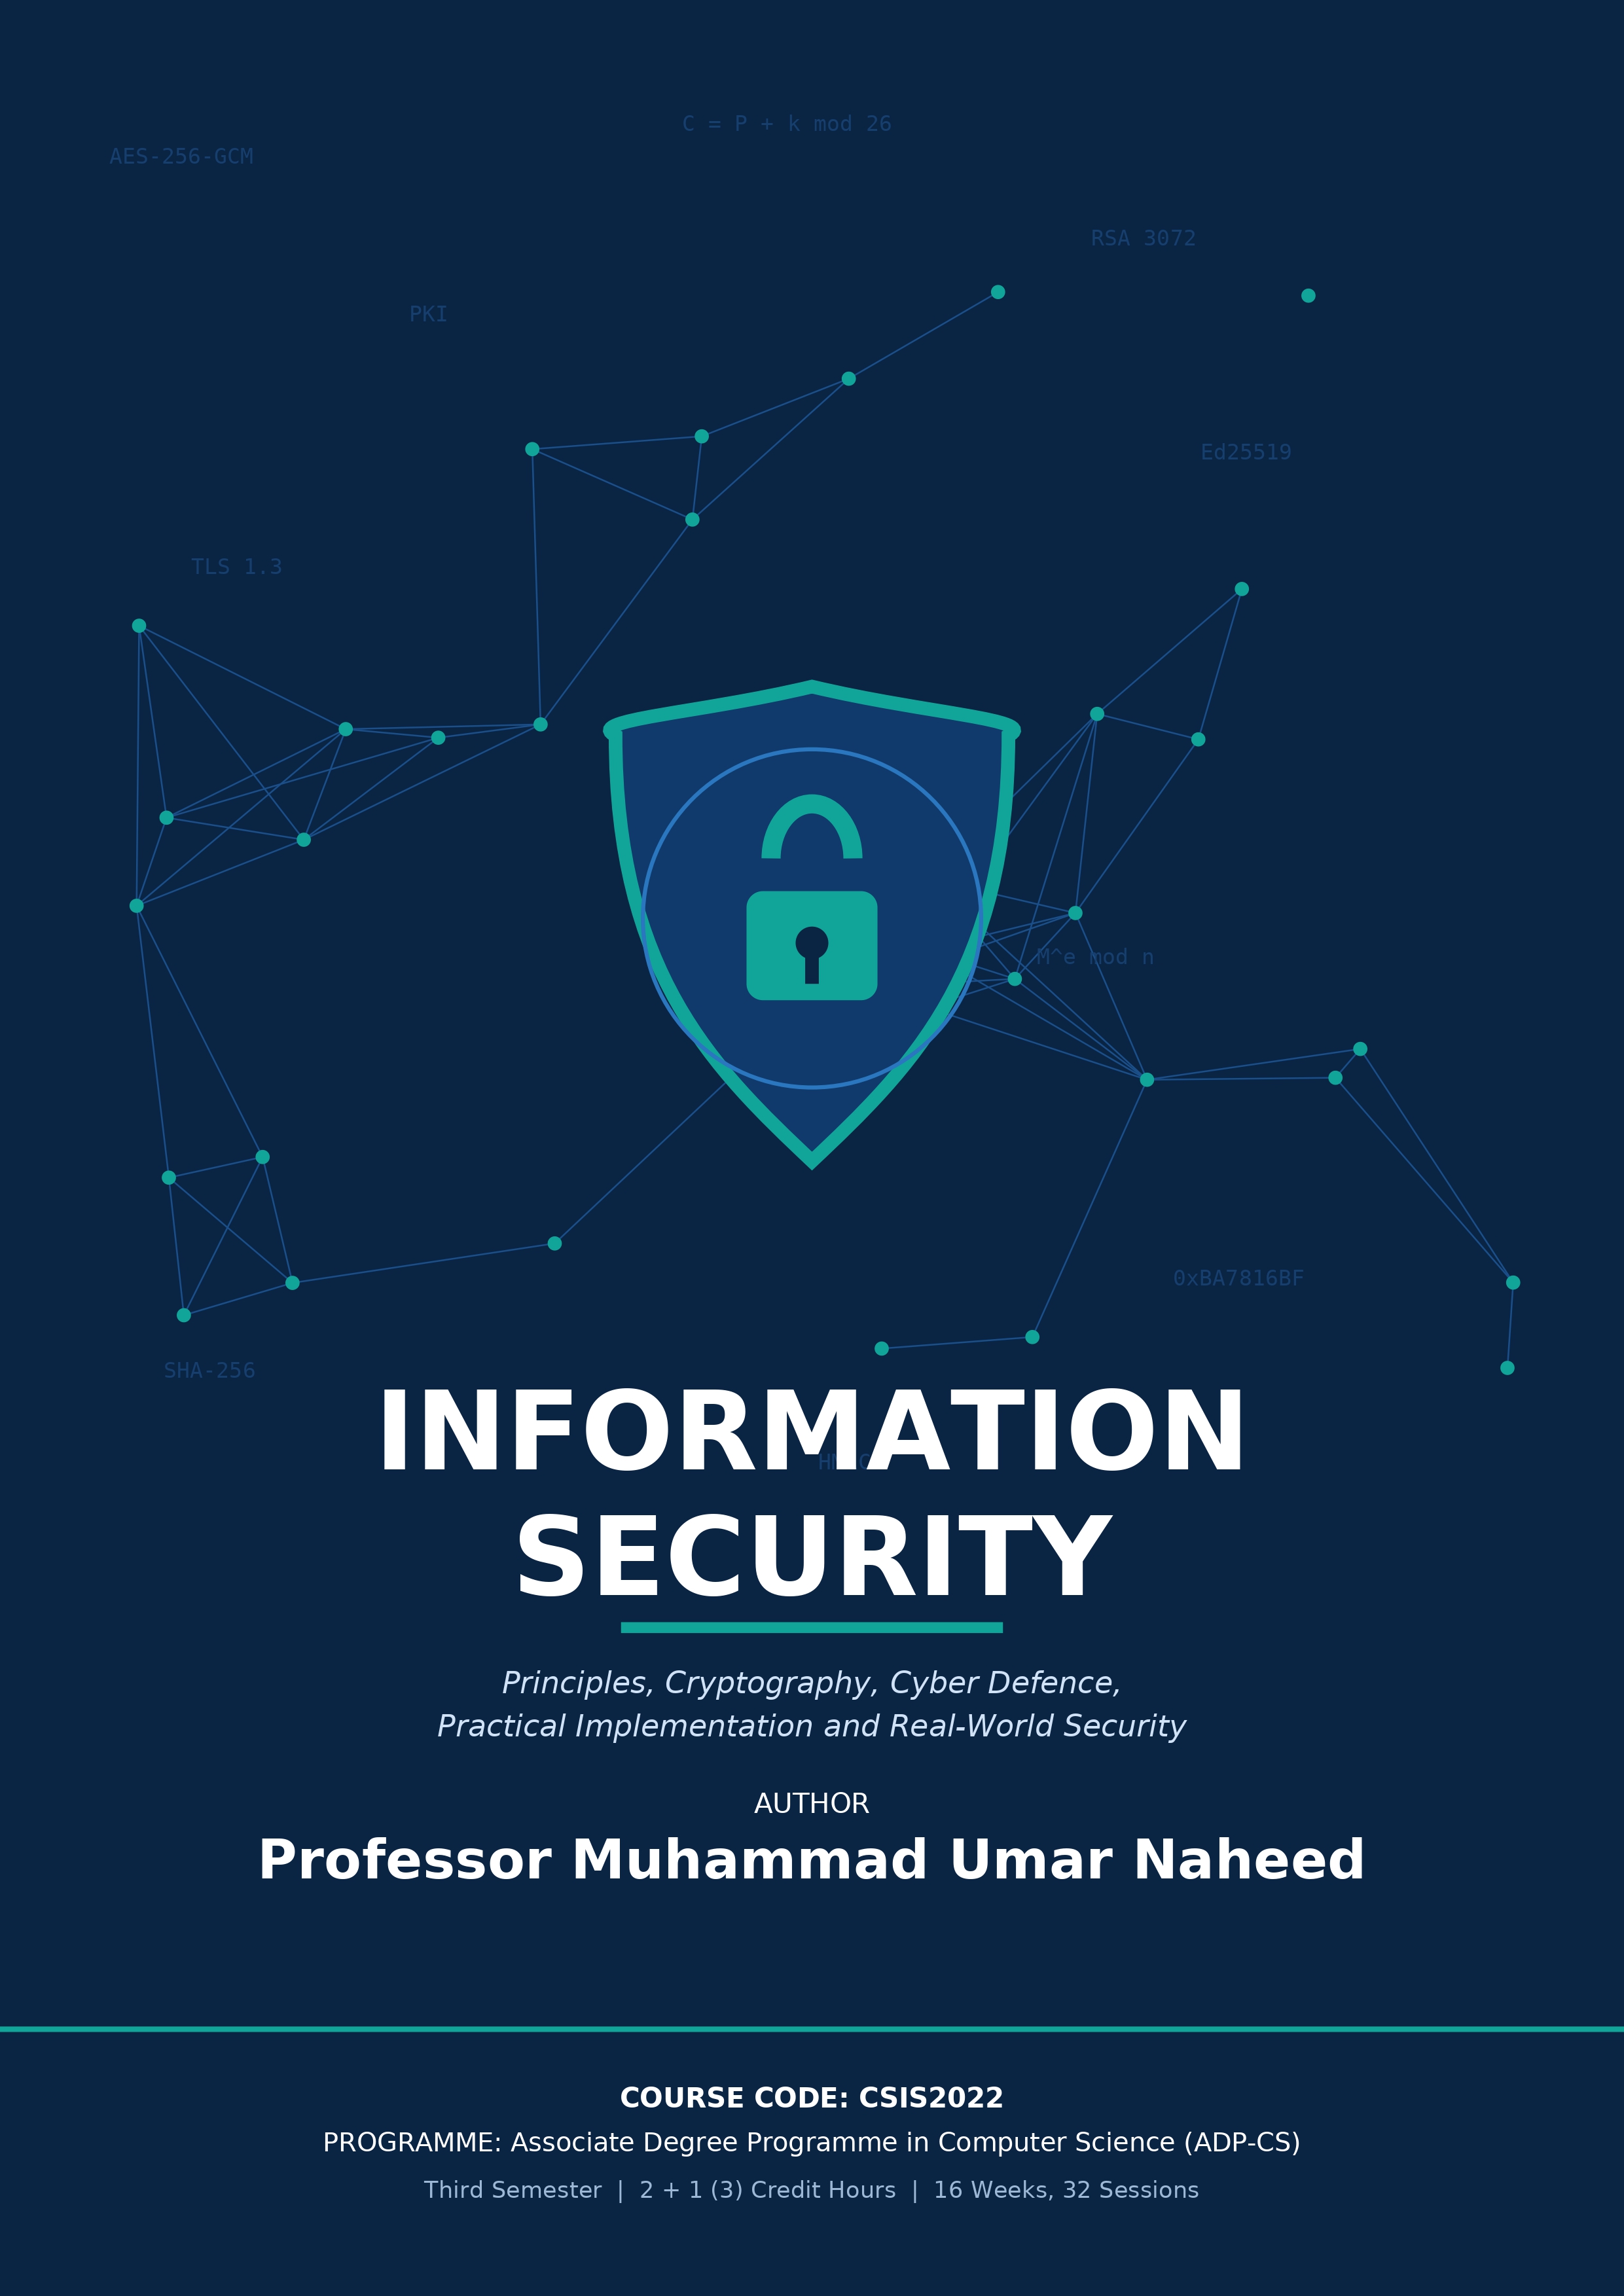 C = P + k mod 26
AES-256-GCM
RSA 3072
PKI
Ed25519
TLS 1.3
M^e mod n
0xBA7816BF
SHA-256
INFORMATION
SECURITY
Principles, Cryptography, Cyber Defence,
Practical Implementation and Real-World Security
AUTHOR
Professor Muhammad Umar Naheed
COURSE CODE: CSIS2022
PROGRAMME: Associate Degree Programme in Computer Science (ADP-CS)
Third Semester | 2 + 1 (3) Credit Hours | 16 Weeks, 32 Sessions